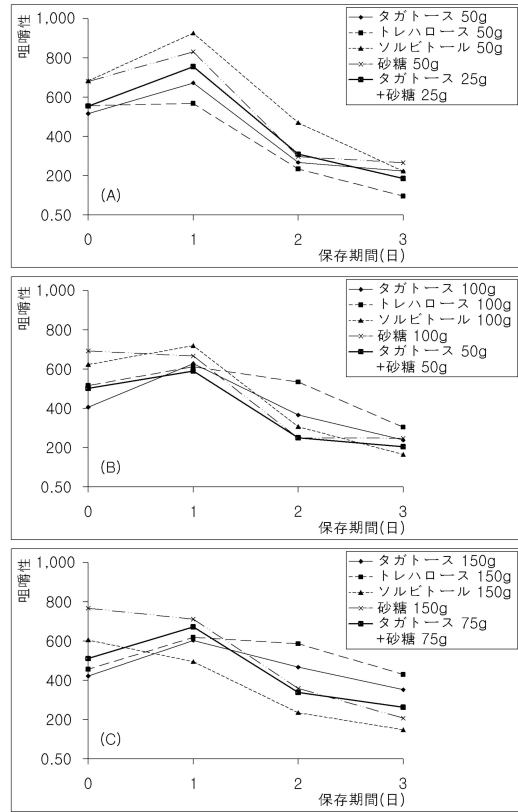 咀嚼性
1,000
800
600
400
200
0.50
(A)
0 1 2 3
保存期間(日)
タガトース 50g
トレハロース 50g
ソルビトール 50g
砂糖 50g
タガトース 25g
+砂糖 25g
咀嚼性
1,000
800
600
400
200
0.50
(B)
0 1 2 3
保存期間(日)
タガトース 100g
トレハロース 100g
ソルビトール 100g
砂糖 100g
タガトース 50g
+砂糖 50g
咀嚼性
1,000
800
600
400
200
0.50
(C)
0 1 2 3
保存期間(日)
タガトース 150g
トレハロース 150g
ソルビトール 150g
砂糖 150g
タガトース 75g
+砂糖 75g